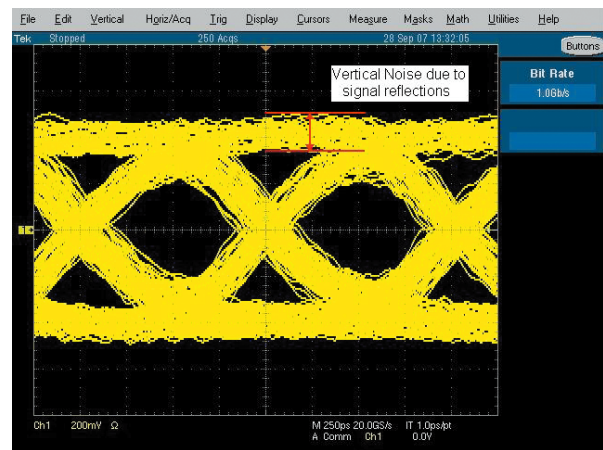 File Edit Vertical Horiz/Acq Trig Display Cursors Measure Masks Math Utilities Help
Tek Stopped 250 Acqs 28 Sep 07 13:32:05
Buttons
Vertical Noise due to
signal reflections
Bit Rate
1.0Gb/s
Ch1 200mV Ω M 250ps 20.0GS/s IT 1.0ps/pt
A Comm Ch1 0.0V